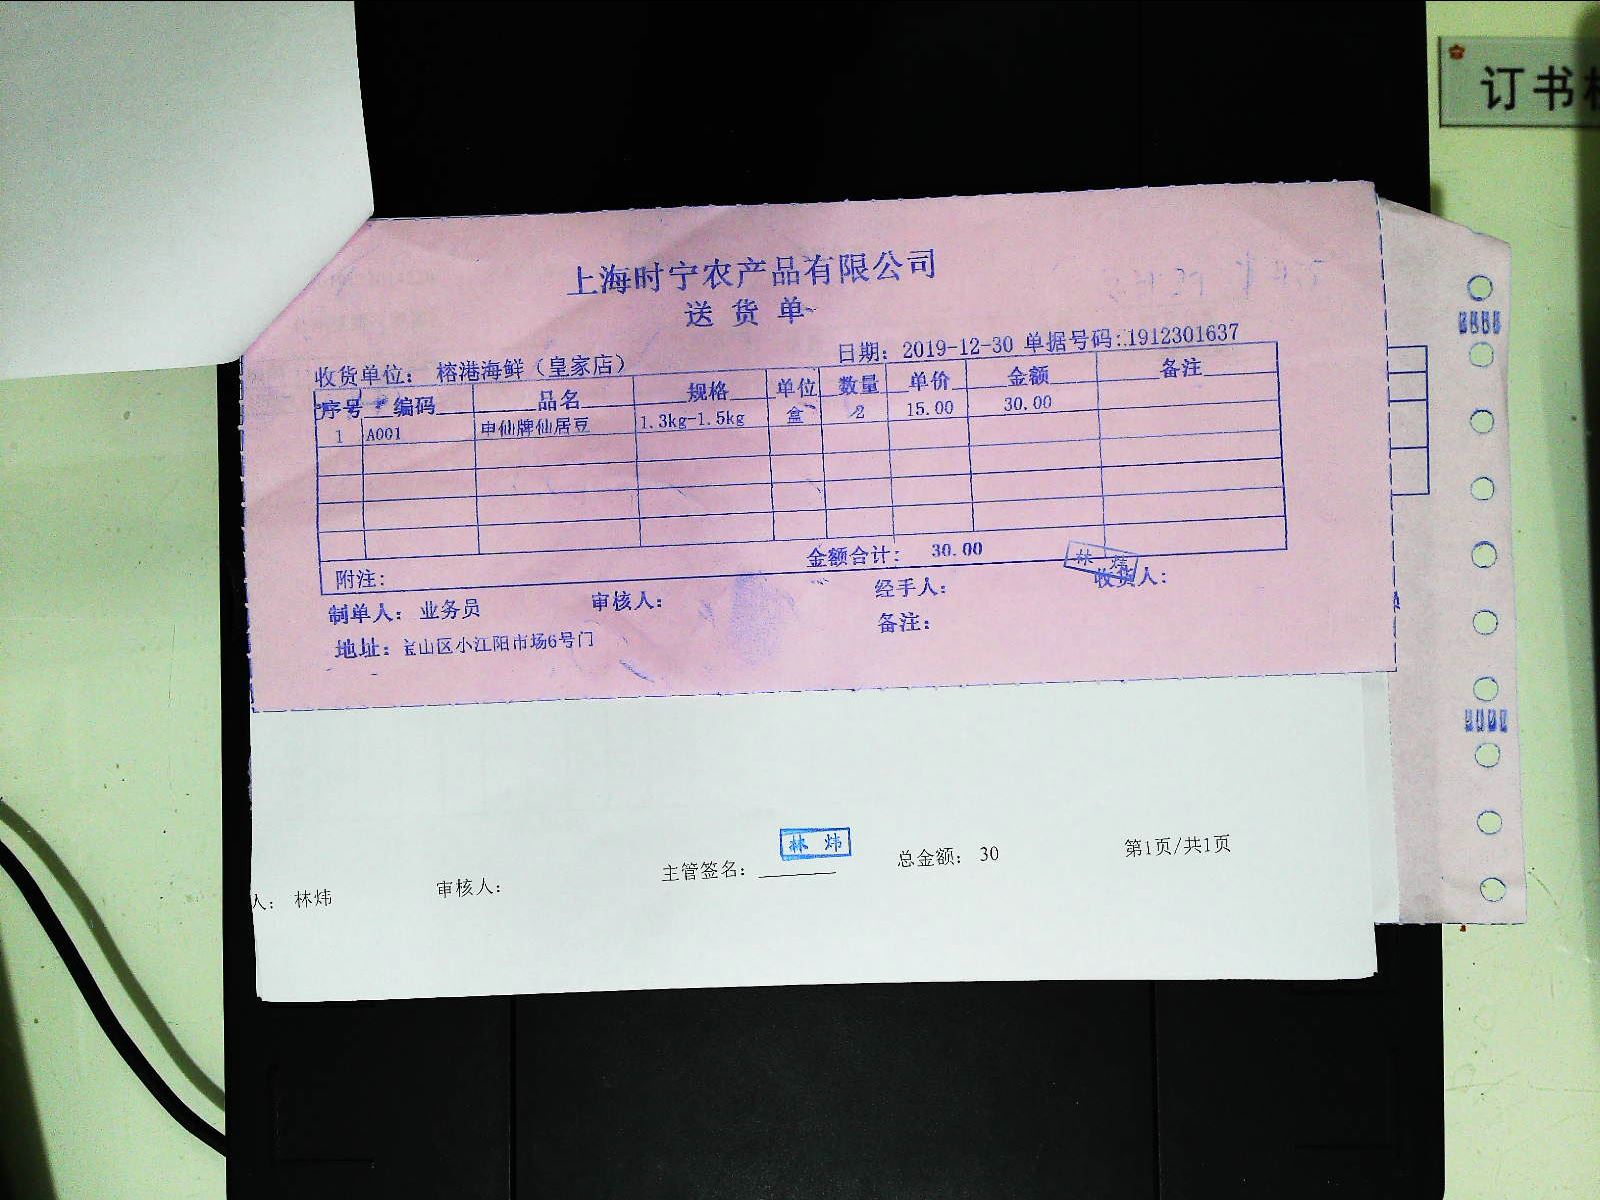 订书
上海时宁农产品有限公司
送货单
收货单位: 榕港海鲜(皇家店) 日期: 2019-12-30 单据号码:1912301637
序号 编码 品名 规格 单位 数量 单价 金额 备注
1 A001 申仙牌仙居豆 1.3kg-1.5kg 盒 2 15.00 30.00
金额合计: 30.00
附注:
林 炜
制单人: 业务员 审核人: 经手人: 收货人:
地址: 宝山区小江阳市场6号门 备注:
林 炜
人: 林炜 审核人: 主管签名: 总金额: 30 第1页/共1页